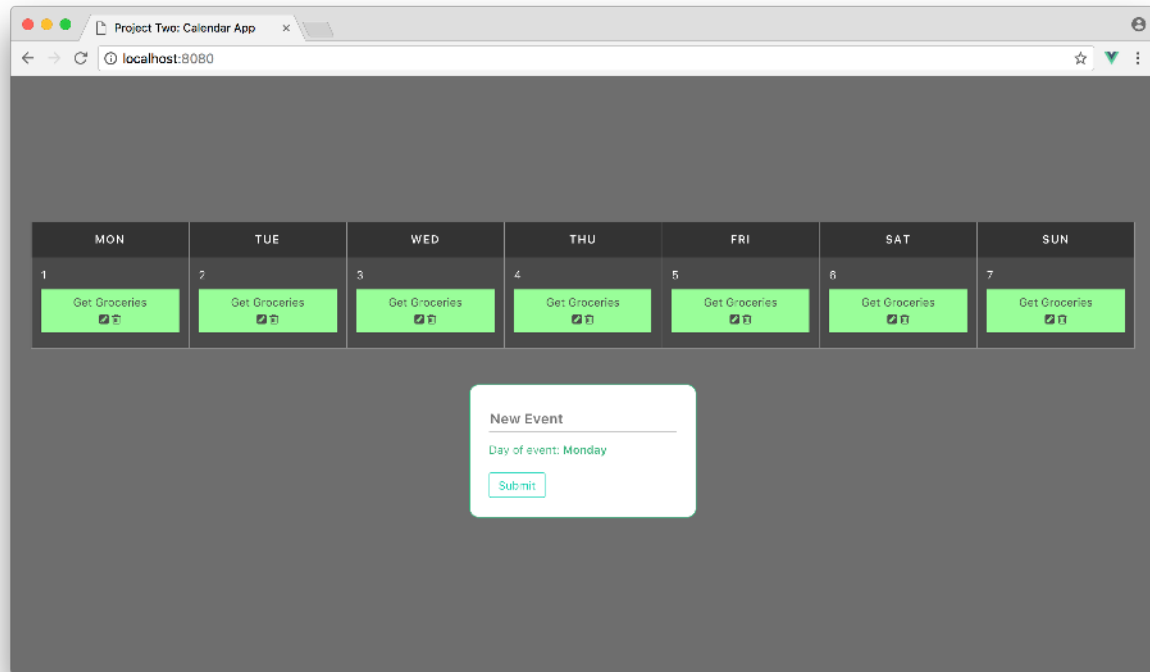 Project Two: Calendar App
localhost:8080
MON TUE WED THU FRI SAT SUN
1 2 3 4 5 6 7
Get Groceries Get Groceries Get Groceries Get Groceries Get Groceries Get Groceries Get Groceries
New Event
Day of event: Monday
Submit